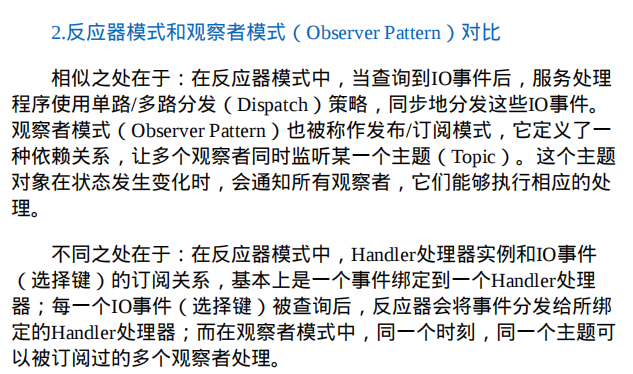 2.反应器模式和观察者模式（Observer Pattern）对比
相似之处在于：在反应器模式中，当查询到IO事件后，服务处理
程序使用单路/多路分发（Dispatch）策略，同步地分发这些IO事件。
观察者模式（Observer Pattern）也被称作发布/订阅模式，它定义了一
种依赖关系，让多个观察者同时监听某一个主题（Topic）。这个主题
对象在状态发生变化时，会通知所有观察者，它们能够执行相应的处
理。
不同之处在于：在反应器模式中，Handler处理器实例和IO事件
（选择键）的订阅关系，基本上是一个事件绑定到一个Handler处理
器；每一个IO事件（选择键）被查询后，反应器会将事件分发给所绑
定的Handler处理器；而在观察者模式中，同一个时刻，同一个主题可
以被订阅过的多个观察者处理。